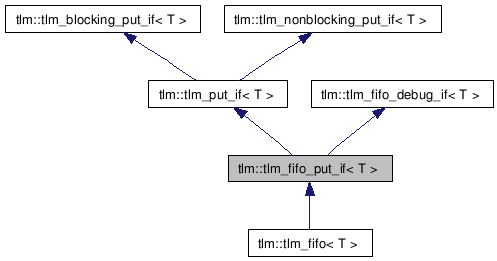 tlm::tlm_blocking_put_if< T >
tlm::tlm_nonblocking_put_if< T >
tlm::tlm_put_if< T >
tlm::tlm_fifo_debug_if< T >
tlm::tlm_fifo_put_if< T >
tlm::tlm_fifo< T >